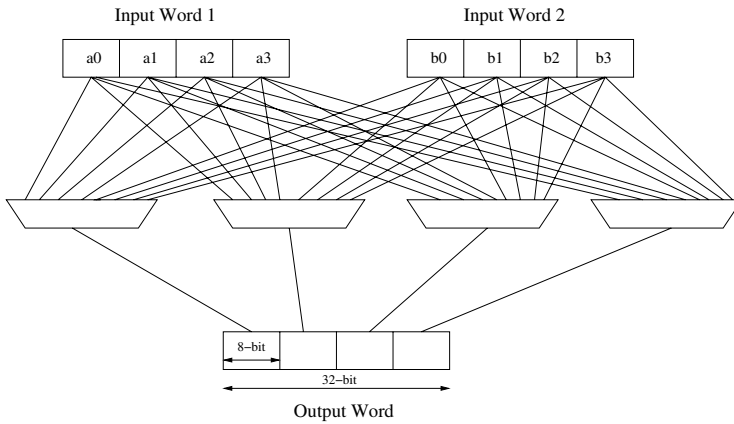 Input Word 1
Input Word 2
a0 a1 a2 a3
b0 b1 b2 b3
8−bit
32−bit
Output Word